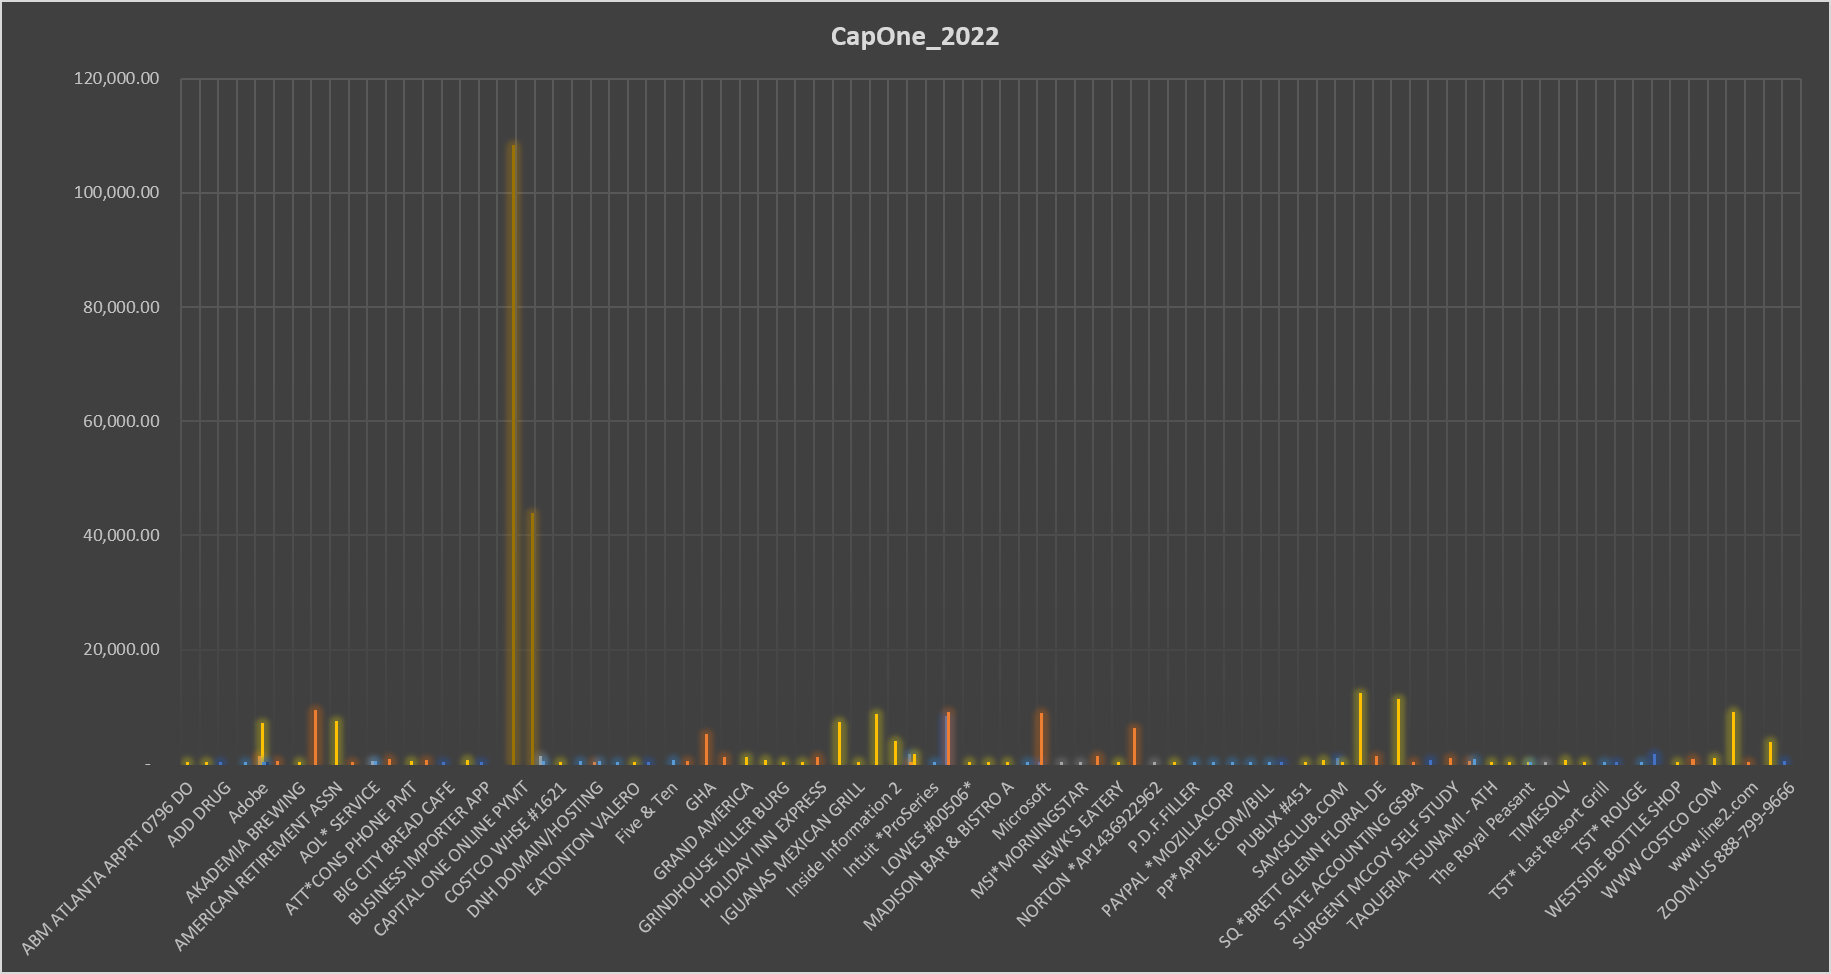 CapOne_2022
120,000.00
100,000.00
80,000.00
60,000.00
40,000.00
20,000.00
-
ABM ATLANTA ARPRT 0796 DO
ADD DRUG
Adobe
AKADEMIA BREWING
AMERICAN RETIREMENT ASSN
AOL* SERVICE
ATT*CONS PHONE PMT
BIG CITY BREAD CAFE
BUSINESS IMPORTER APP
CAPITAL ONE ONLINE PYMT
COSTCO WHSE #1621
DNH DOMAIN/HOSTING
EATONTON VALERO
Five & Ten
GHA
GRAND AMERICA
GRINDHOUSE KILLER BURG
HOLIDAY INN EXPRESS
IGUANAS MEXICAN GRILL
Inside Information 2
Intuit *ProSeries
LOWES #00506*
MADISON BAR & BISTRO A
Microsoft
MSI*MORNINGSTAR
NEWK'S EATERY
NORTON *AP1436922962
P.D.F.FILLER
PAYPAL *MOZILLACORP
PP*APPLE.COM/BILL
PUBLIX #451
SAMSCLUB.COM
SQ *BRETT GLENN FLORAL DE
STATE ACCOUNTING GSBA
SURGENT MCCOY SELF STUDY
TAQUERIA TSUNAMI - ATH
The Royal Peasant
TIMESOLV
TST* Last Resort Grill
TST* ROUGE
WESTSIDE BOTTLE SHOP
WWW COSTCO COM
www.line2.com
ZOOM.US 888-799-9666